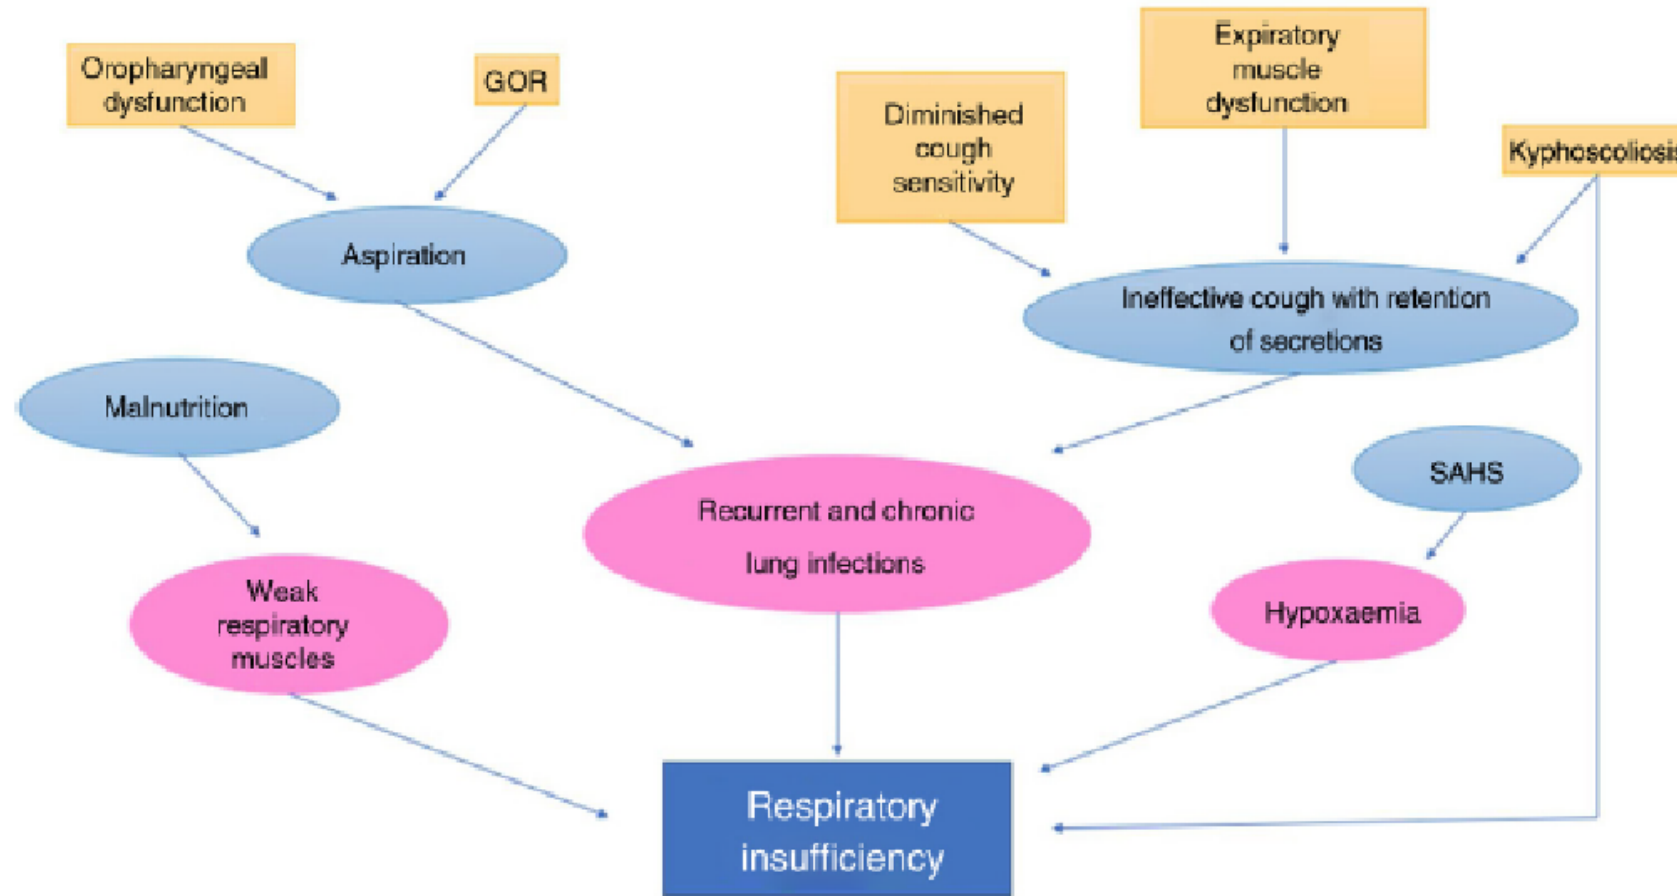 Oropharyngeal
dysfunction
GOR
Diminished
cough
sensitivity
Expiratory
muscle
dysfunction
Kyphoscoliosis
Aspiration
Ineffective cough with retention
of secretions
Malnutrition
SAHS
Recurrent and chronic
lung infections
Weak
respiratory
muscles
Hypoxaemia
Respiratory
insufficiency